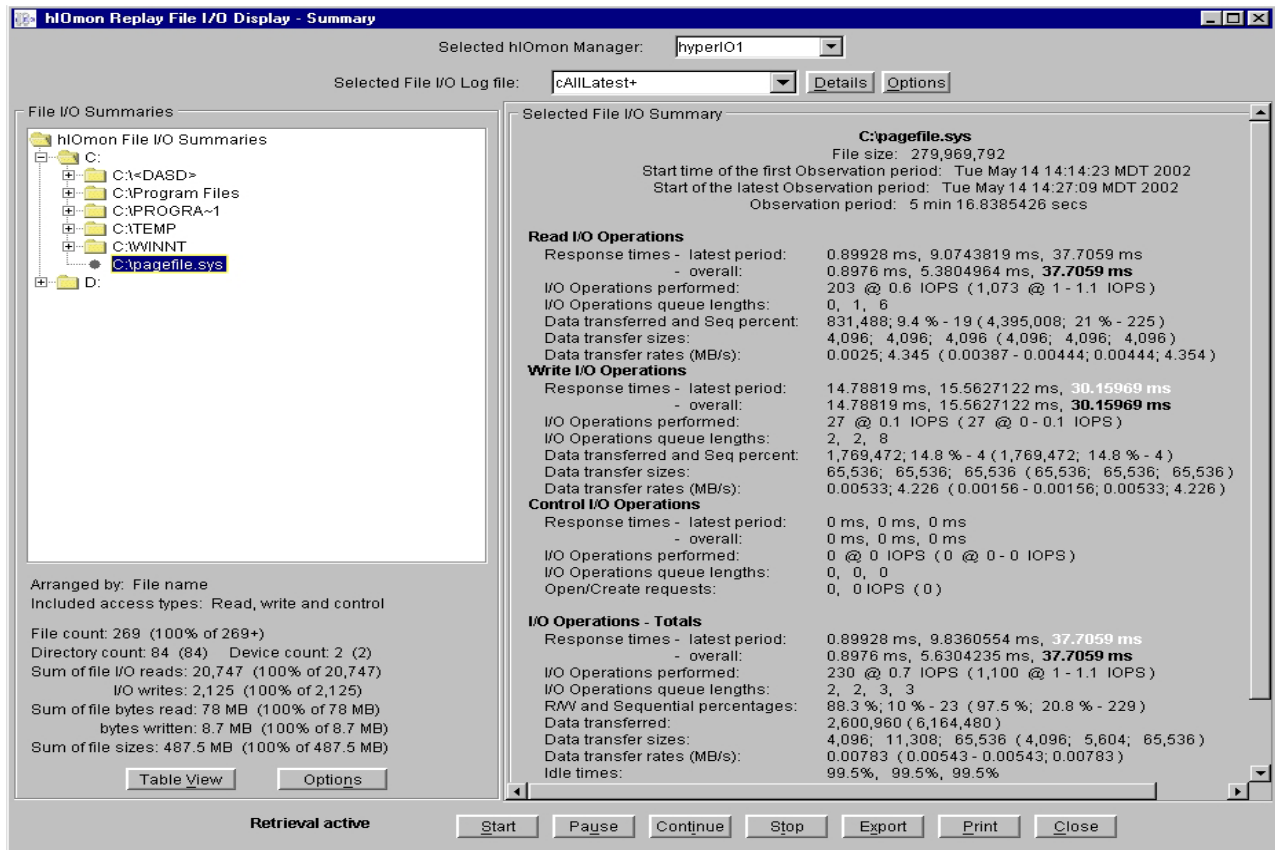 hIOmon Replay File I/O Display - Summary
Selected hIOmon Manager: hyperIO1
Selected File I/O Log file: cAllLatest+ Details Options
File I/O Summaries
hIOmon File I/O Summaries
C:
C:\<DASD>
C:\Program Files
C:\PROGRA~1
C:\TEMP
C:\WINNT
C:\pagefile.sys
D:
Arranged by: File name
Included access types: Read, write and control
File count: 269 (100% of 269+)
Directory count: 84 (84) Device count: 2 (2)
Sum of file I/O reads: 20,747 (100% of 20,747)
I/O writes: 2,125 (100% of 2,125)
Sum of file bytes read: 78 MB (100% of 78 MB)
bytes written: 8.7 MB (100% of 8.7 MB)
Sum of file sizes: 487.5 MB (100% of 487.5 MB)
Table View Options
Selected File I/O Summary
C:\pagefile.sys
File size: 279,969,792
Start time of the first Observation period: Tue May 14 14:14:23 MDT 2002
Start of the latest Observation period: Tue May 14 14:27:09 MDT 2002
Observation period: 5 min 16.8385426 secs
Read I/O Operations
Response times - latest period: 0.89928 ms, 9.0743819 ms, 37.7059 ms
- overall: 0.8976 ms, 5.3804964 ms, 37.7059 ms
I/O Operations performed: 203 @ 0.6 IOPS (1,073 @ 1 - 1.1 IOPS)
I/O Operations queue lengths: 0, 1, 6
Data transferred and Seq percent: 831,488; 9.4 % - 19 (4,395,008; 21 % - 225)
Data transfer sizes: 4,096; 4,096; 4,096 (4,096; 4,096; 4,096)
Data transfer rates (MB/s): 0.0025; 4.345 (0.00387 - 0.00444; 0.00444; 4.354)
Write I/O Operations
Response times - latest period: 14.78819 ms, 15.5627122 ms, 30.15969 ms
- overall: 14.78819 ms, 15.5627122 ms, 30.15969 ms
I/O Operations performed: 27 @ 0.1 IOPS (27 @ 0 - 0.1 IOPS)
I/O Operations queue lengths: 2, 2, 8
Data transferred and Seq percent: 1,769,472; 14.8 % - 4 (1,769,472; 14.8 % - 4)
Data transfer sizes: 65,536; 65,536; 65,536 (65,536; 65,536; 65,536)
Data transfer rates (MB/s): 0.00533; 4.226 (0.00156 - 0.00156; 0.00533; 4.226)
Control I/O Operations
Response times - latest period: 0 ms, 0 ms, 0 ms
- overall: 0 ms, 0 ms, 0 ms
I/O Operations performed: 0 @ 0 IOPS (0 @ 0 - 0 IOPS)
I/O Operations queue lengths: 0, 0, 0
Open/Create requests: 0, 0 IOPS (0)
I/O Operations - Totals
Response times - latest period: 0.89928 ms, 9.8360554 ms, 37.7059 ms
- overall: 0.8976 ms, 5.6304235 ms, 37.7059 ms
I/O Operations performed: 230 @ 0.7 IOPS (1,100 @ 1 - 1.1 IOPS)
I/O Operations queue lengths: 2, 2, 3, 3
R/W and Sequential percentages: 88.3 %; 10 % - 23 (97.5 %; 20.8 % - 229)
Data transferred: 2,600,960 (6,164,480)
Data transfer sizes: 4,096; 11,308; 65,536 (4,096; 5,604; 65,536)
Data transfer rates (MB/s): 0.00783 (0.00543 - 0.00543; 0.00783)
Idle times: 99.5%, 99.5%, 99.5%
Retrieval active Start Pause Continue Stop Export Print Close